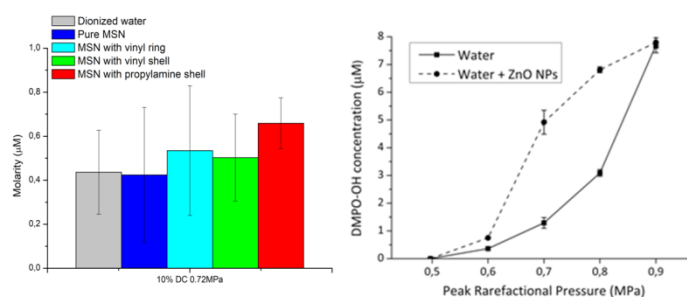 Dionized water
Pure MSN
MSN with vinyl ring
MSN with vinyl shell
MSN with propylamine shell
1,0
0,8
0,6
0,4
0,2
0,0
Molarity (µM)
10% DC 0.72MPa
8
7
6
5
4
3
2
1
0
DMPO-OH concentration (µM)
Water
Water + ZnO NPs
0,5 0,6 0,7 0,8 0,9
Peak Rarefactional Pressure (MPa)